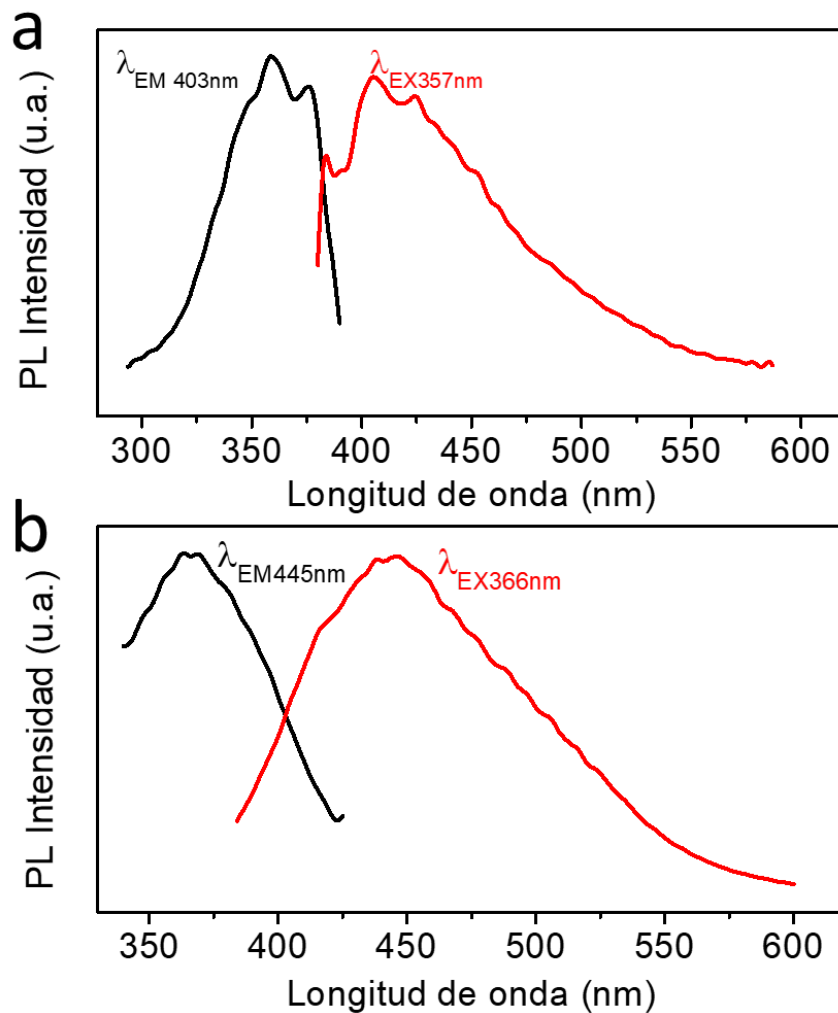 a
λEM 403nm
λEX357nm
PL Intensidad (u.a.)
300 350 400 450 500 550 600
Longitud de onda (nm)
b
λEM445nm
λEX366nm
PL Intensidad (u.a.)
350 400 450 500 550 600
Longitud de onda (nm)